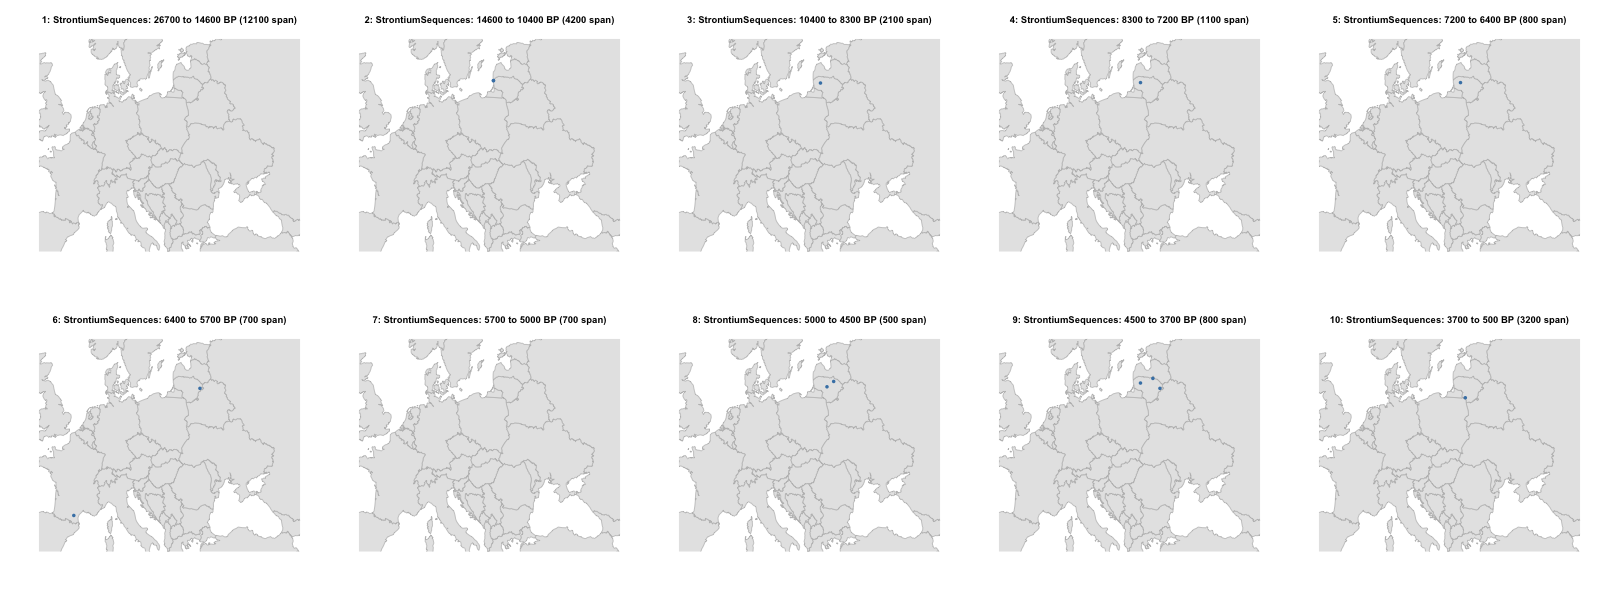 1: StrontiumSequences: 26700 to 14600 BP (12100 span)
2: StrontiumSequences: 14600 to 10400 BP (4200 span)
3: StrontiumSequences: 10400 to 8300 BP (2100 span)
4: StrontiumSequences: 8300 to 7200 BP (1100 span)
5: StrontiumSequences: 7200 to 6400 BP (800 span)
6: StrontiumSequences: 6400 to 5700 BP (700 span)
7: StrontiumSequences: 5700 to 5000 BP (700 span)
8: StrontiumSequences: 5000 to 4500 BP (500 span)
9: StrontiumSequences: 4500 to 3700 BP (800 span)
10: StrontiumSequences: 3700 to 500 BP (3200 span)